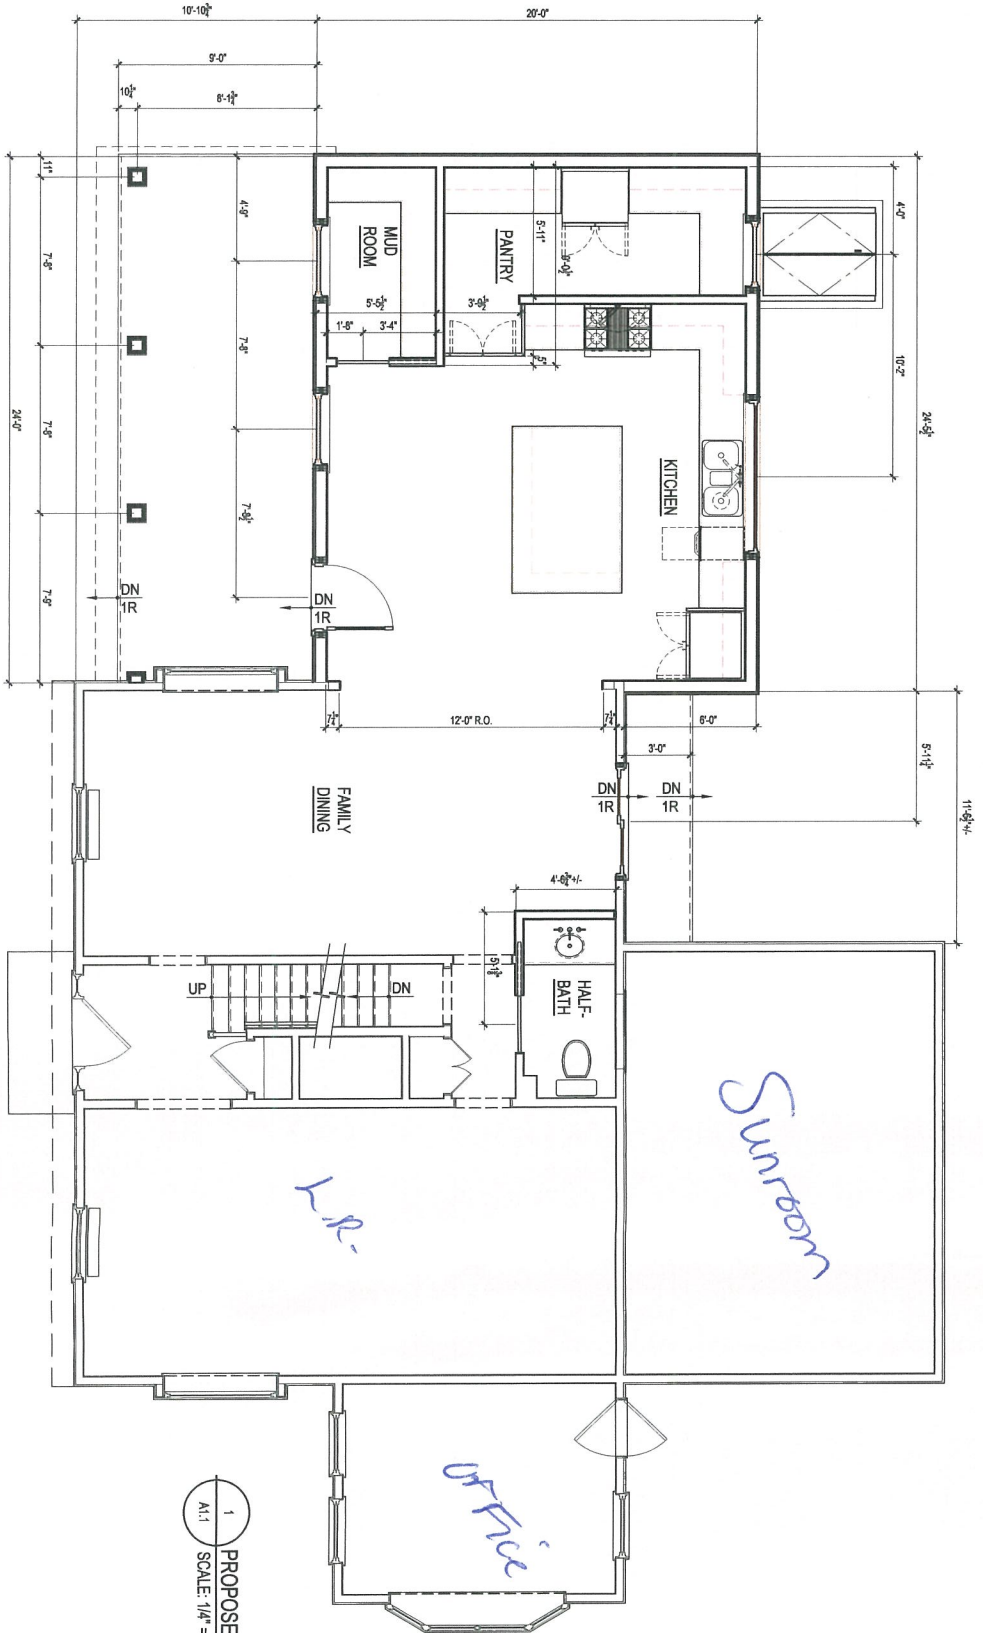 10'-10¾"
20'-0"
9'-0"
10¼"
8'-1¾"
11"
4'-9"
7'-8"
7'-8"
7'-8"
7'-8½"
7'-9"
24'-0"
4'-0"
10'-2"
24'-5½"
MUD
ROOM
5'-5½"
1'-8"
3'-4"
PANTRY
5'-11"
3'-9½"
5"
KITCHEN
DN
1R
DN
1R
7¼"
12'-0" R.O.
7¼"
6'-0"
3'-0"
5'-11½"
DN
1R
DN
1R
FAMILY
DINING
4'-6¾"+/-
HALF-
BATH
UP
DN
Sunroom
L.R.
office
1
A1.1
PROPOSE
SCALE: 1/4" =